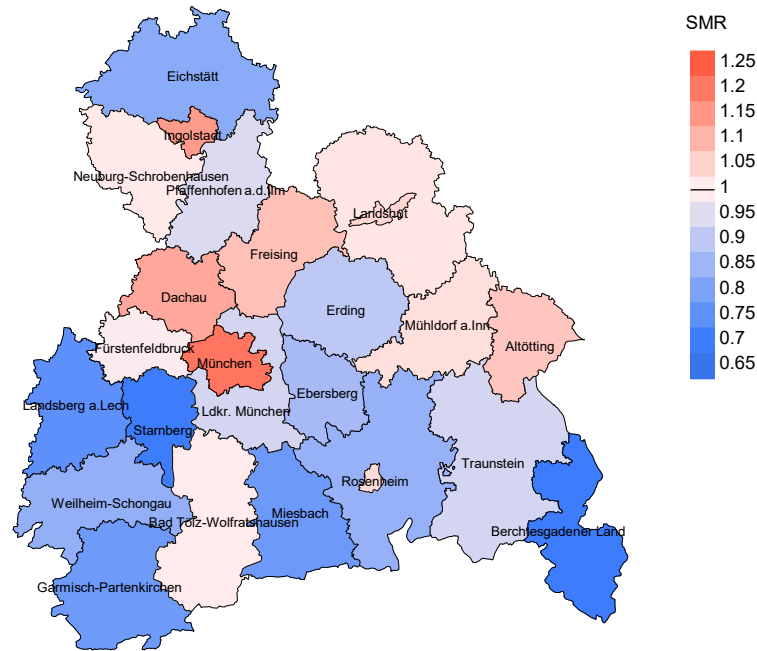 SMR
1.25
1.2
1.15
1.1
1.05
1
0.95
0.9
0.85
0.8
0.75
0.7
0.65
Eichstätt
Ingolstadt
Neuburg-Schrobenhausen
Pfaffenhofen a.d.Ilm
Landshut
Freising
Dachau
Erding
Mühldorf a.Inn
Altötting
Fürstenfeldbruck
München
Ebersberg
Landsberg a.Lech
Ldkr. München
Starnberg
Traunstein
Rosenheim
Weilheim-Schongau
Miesbach
Bad Tölz-Wolfratshausen
Berchtesgadener Land
Garmisch-Partenkirchen